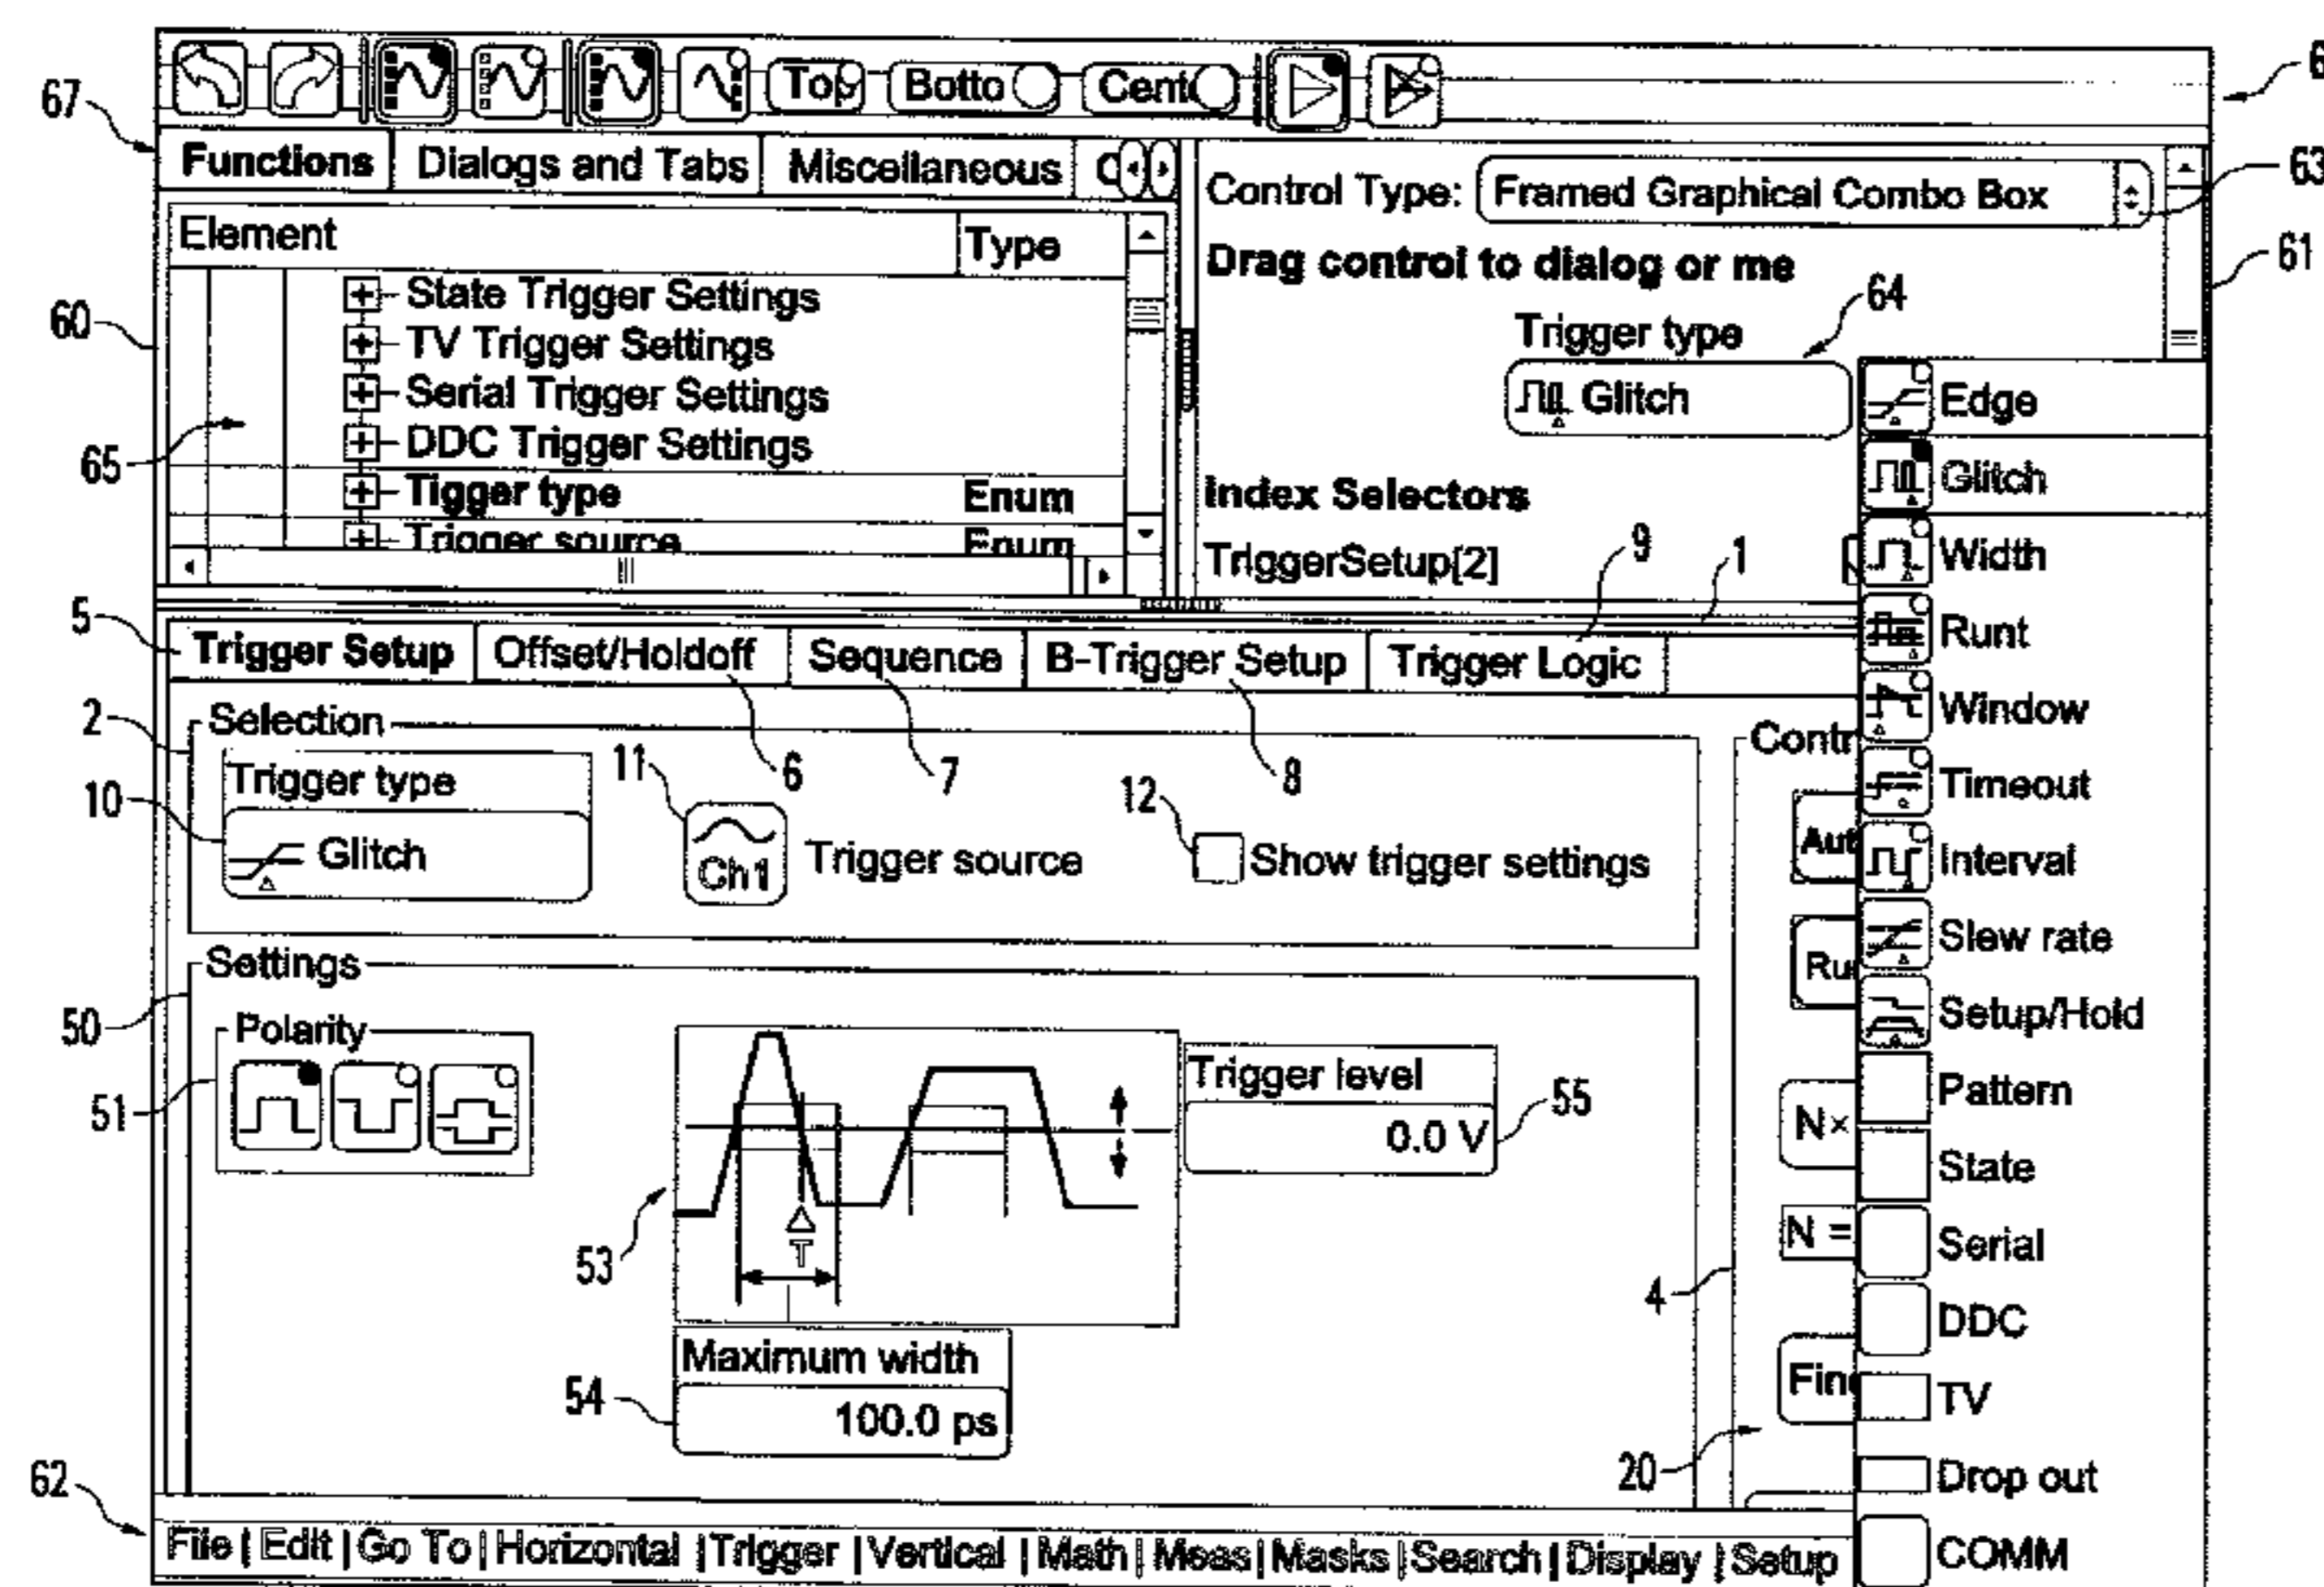 Top Botto Cent
67
Functions Dialogs and Tabs Miscellaneous
63
Control Type: Framed Graphical Combo Box
Element Type
Drag control to dialog or me
61
State Trigger Settings
60
TV Trigger Settings
Trigger type
64
Serial Trigger Settings
Glitch
Edge
65
DDC Trigger Settings
Tigger type Enum
Index Selectors
Glitch
Trigger source Enum
TriggerSetup[2]
9
1
Width
5
Trigger Setup Offset/Holdoff Sequence B-Trigger Setup Trigger Logic
Runt
2
Selection
Contr
Window
Trigger type
11
6
7
8
10
Glitch
Ch1 Trigger source
12
Show trigger settings
Aut
Timeout
Interval
Settings
Ru
Slew rate
50
Polarity
Setup/Hold
51
Trigger level
0.0 V
55
N×
Pattern
State
53
T
N =
Serial
4
DDC
Maximum width
54
100.0 ps
Fin
TV
20
Drop out
62
File | Edit | Go To | Horizontal | Trigger | Vertical | Math | Meas | Masks | Search | Display | Setup
COMM